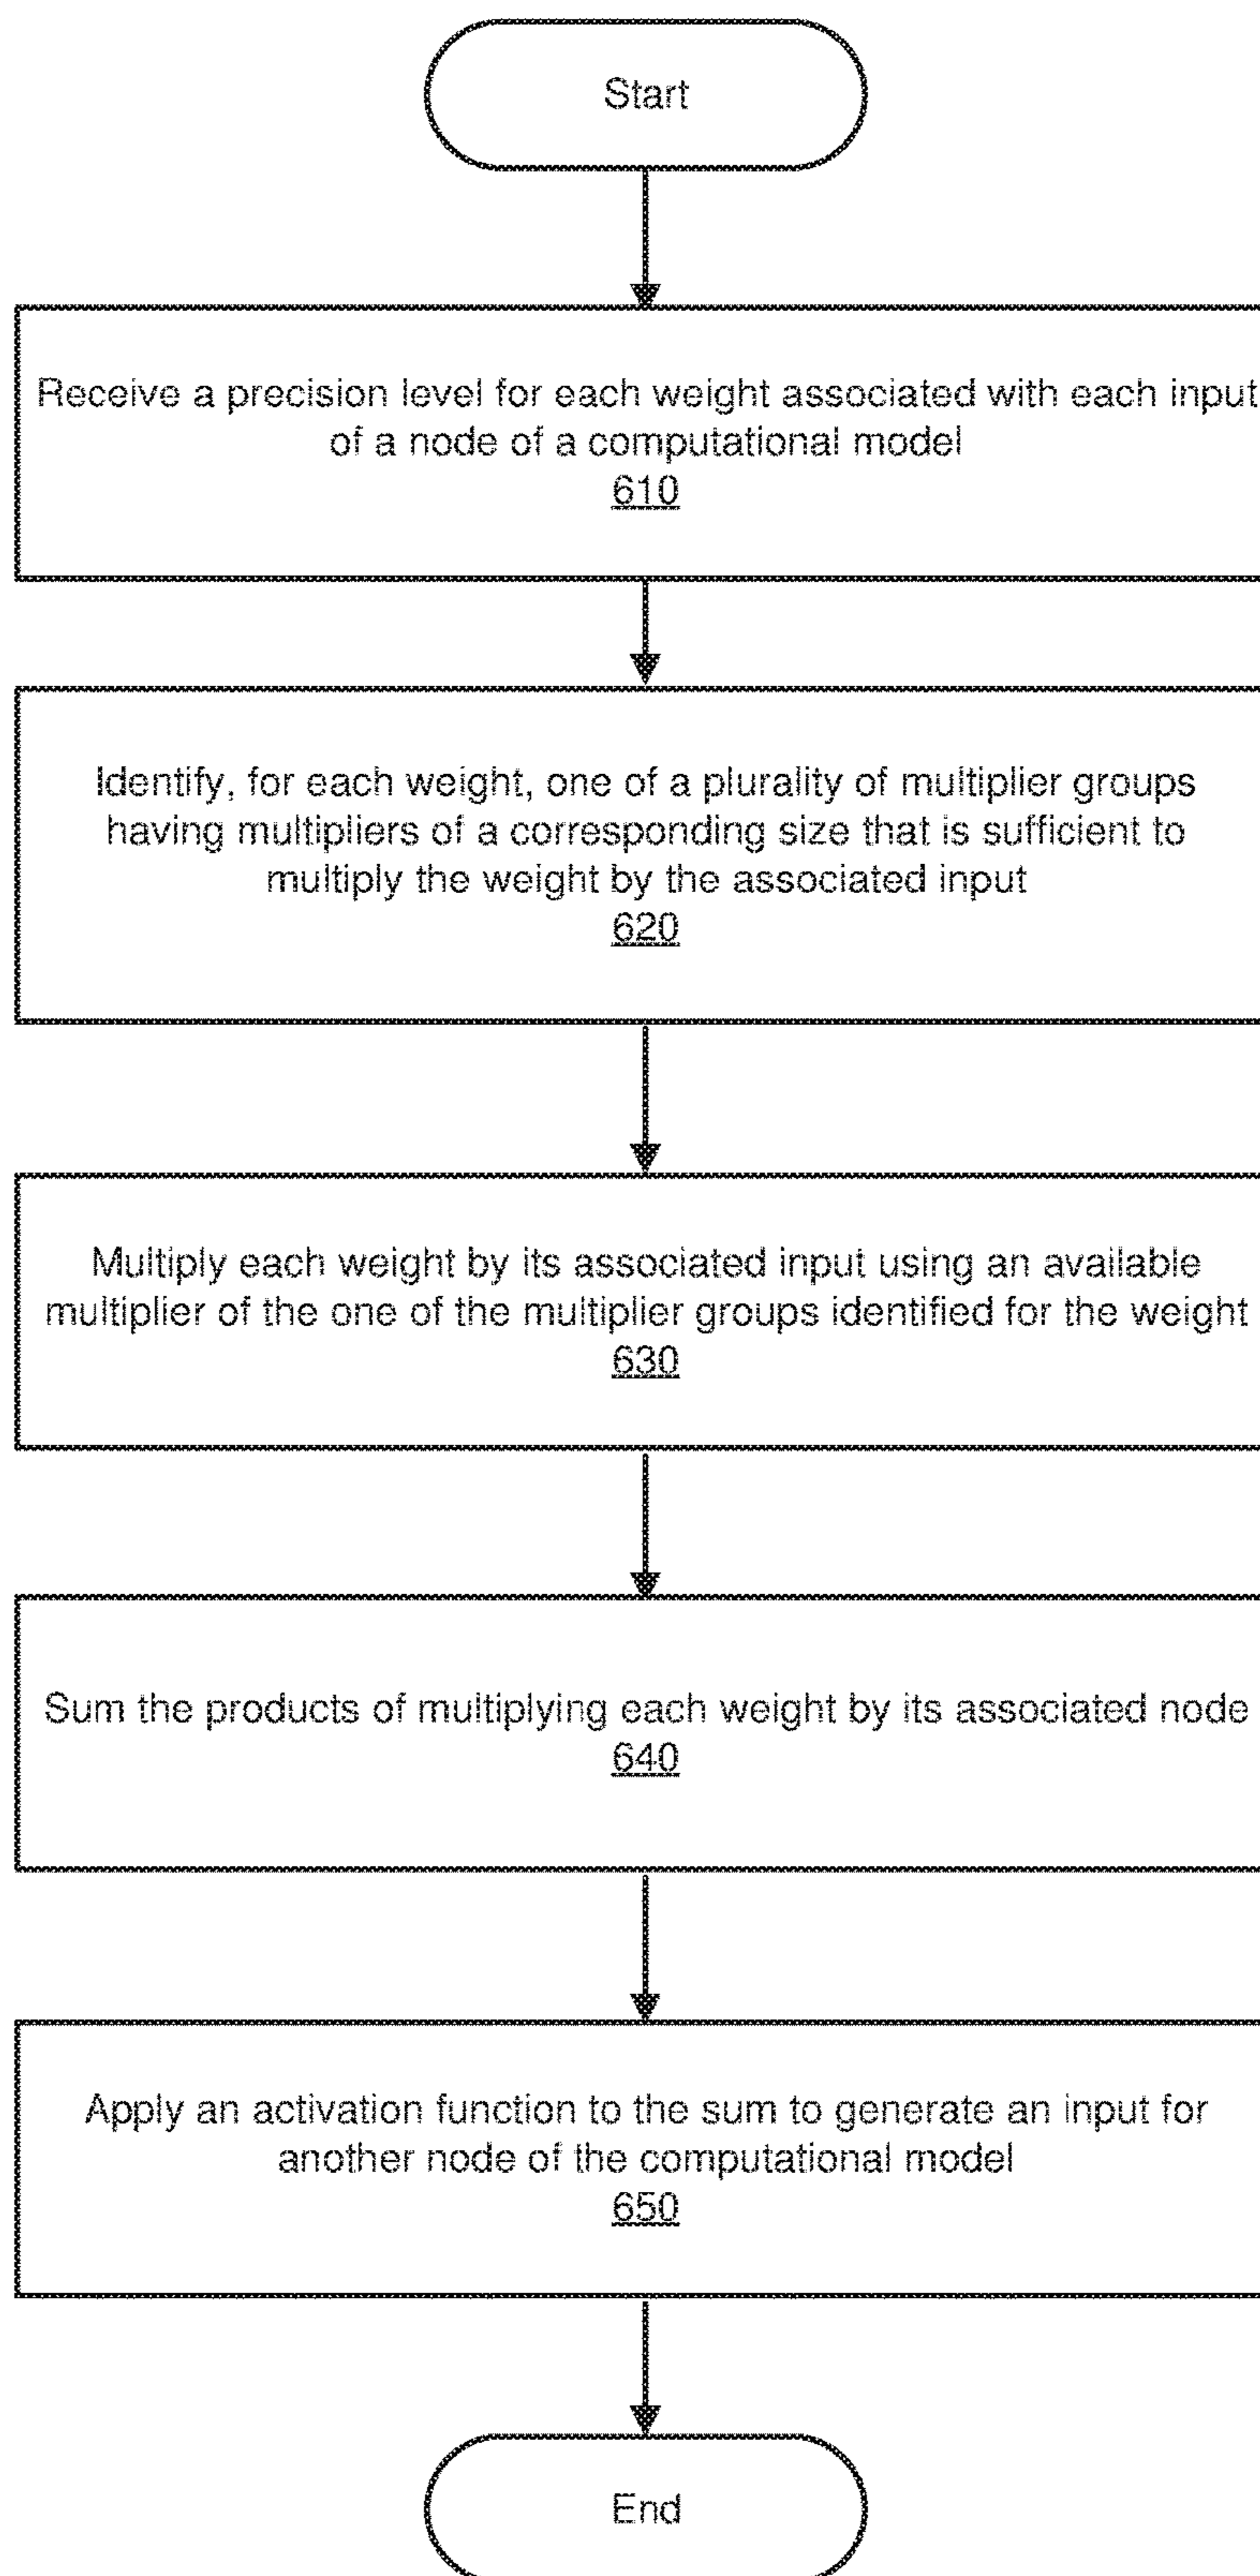 Start
Receive a precision level for each weight associated with each input
of a node of a computational model
610
Identify, for each weight, one of a plurality of multiplier groups
having multipliers of a corresponding size that is sufficient to
multiply the weight by the associated input
620
Multiply each weight by its associated input using an available
multiplier of the one of the multiplier groups identified for the weight
630
Sum the products of multiplying each weight by its associated node
640
Apply an activation function to the sum to generate an input for
another node of the computational model
650
End